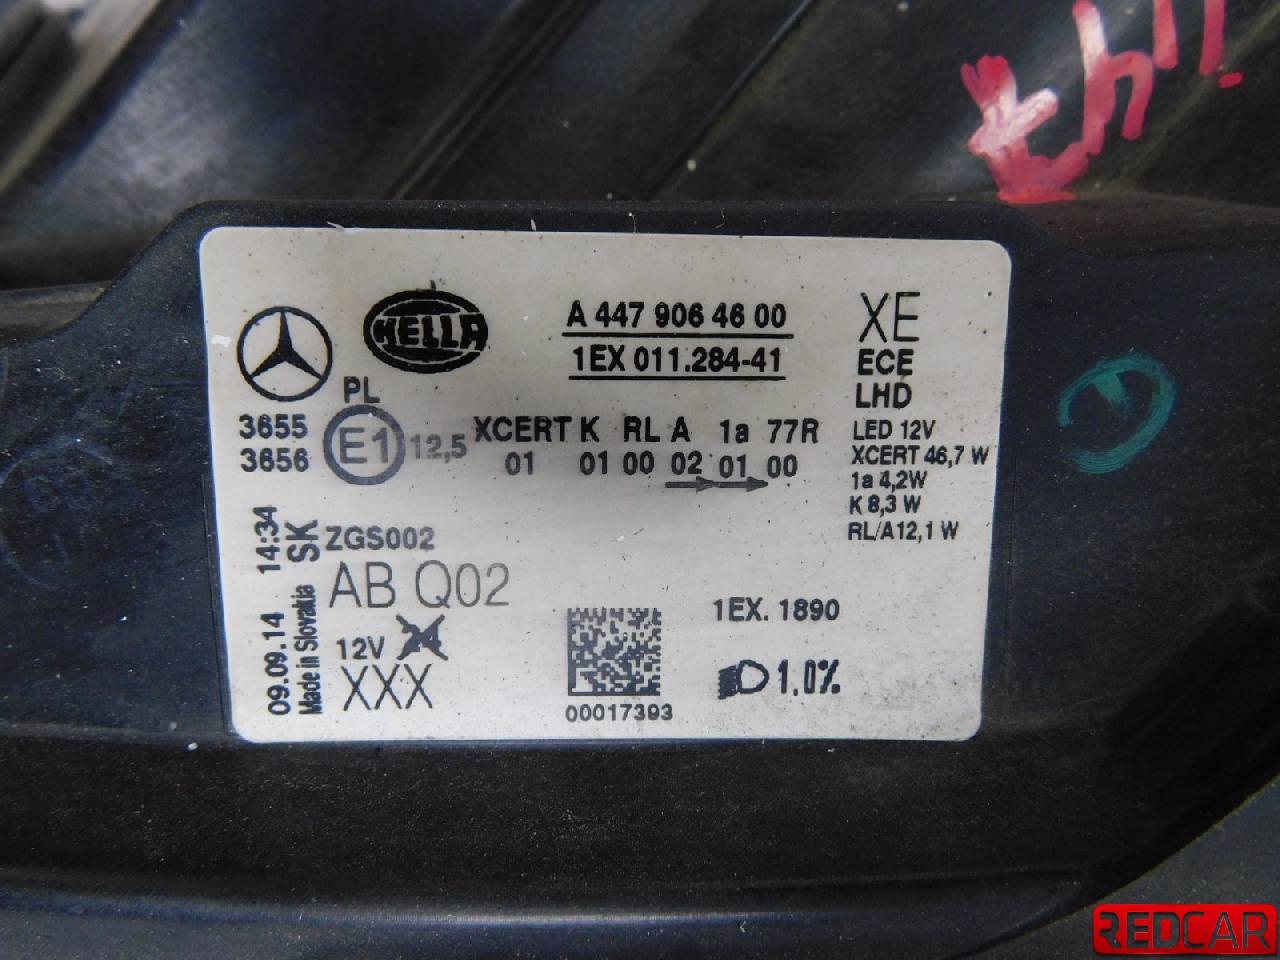 HELLA
A 447 906 46 00
1EX 011.284-41
XE
ECE
LHD
PL
3655
3656
E1
12,5
XCERT K RL A 1a 77R
01 01 00 02 01 00
LED 12V
XCERT 46,7 W
1a 4,2W
K 8,3 W
RL/A12,1 W
09.09.14 14:34
Made in Slovakia SK
ZGS002
AB Q02
12V
XXX
00017393
1EX. 1890
1.0%
REDCAR